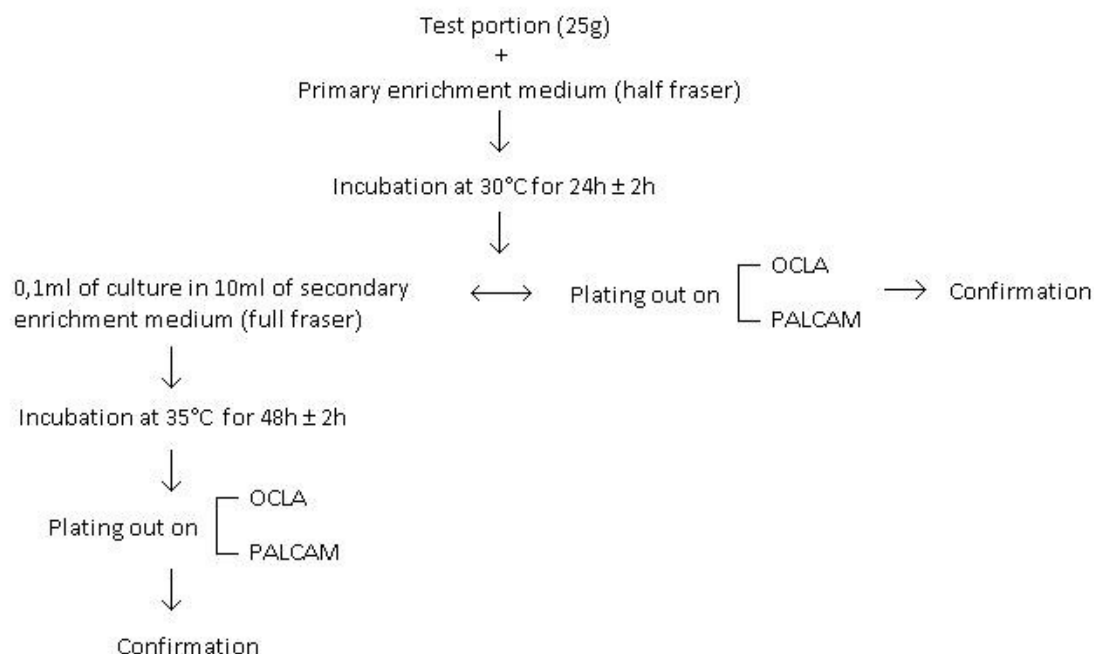 Test portion (25g)
+
Primary enrichment medium (half fraser)
Incubation at 30°C for 24h ± 2h
0,1ml of culture in 10ml of secondary
enrichment medium (full fraser)
Plating out on
OCLA
PALCAM
Confirmation
Incubation at 35°C for 48h ± 2h
Plating out on
OCLA
PALCAM
Confirmation